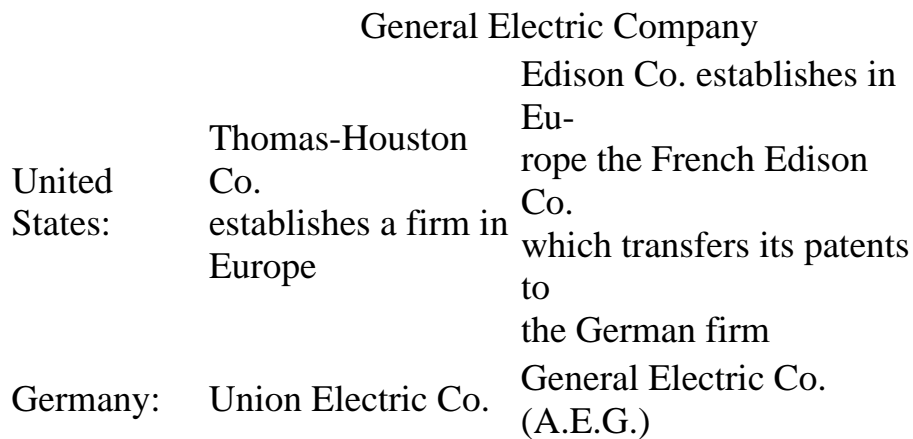 General Electric Company
United
States:
Thomas-Houston
Co.
establishes a firm in
Europe
Edison Co. establishes in
Eu-
rope the French Edison
Co.
which transfers its patents
to
the German firm
Germany:
Union Electric Co.
General Electric Co.
(A.E.G.)